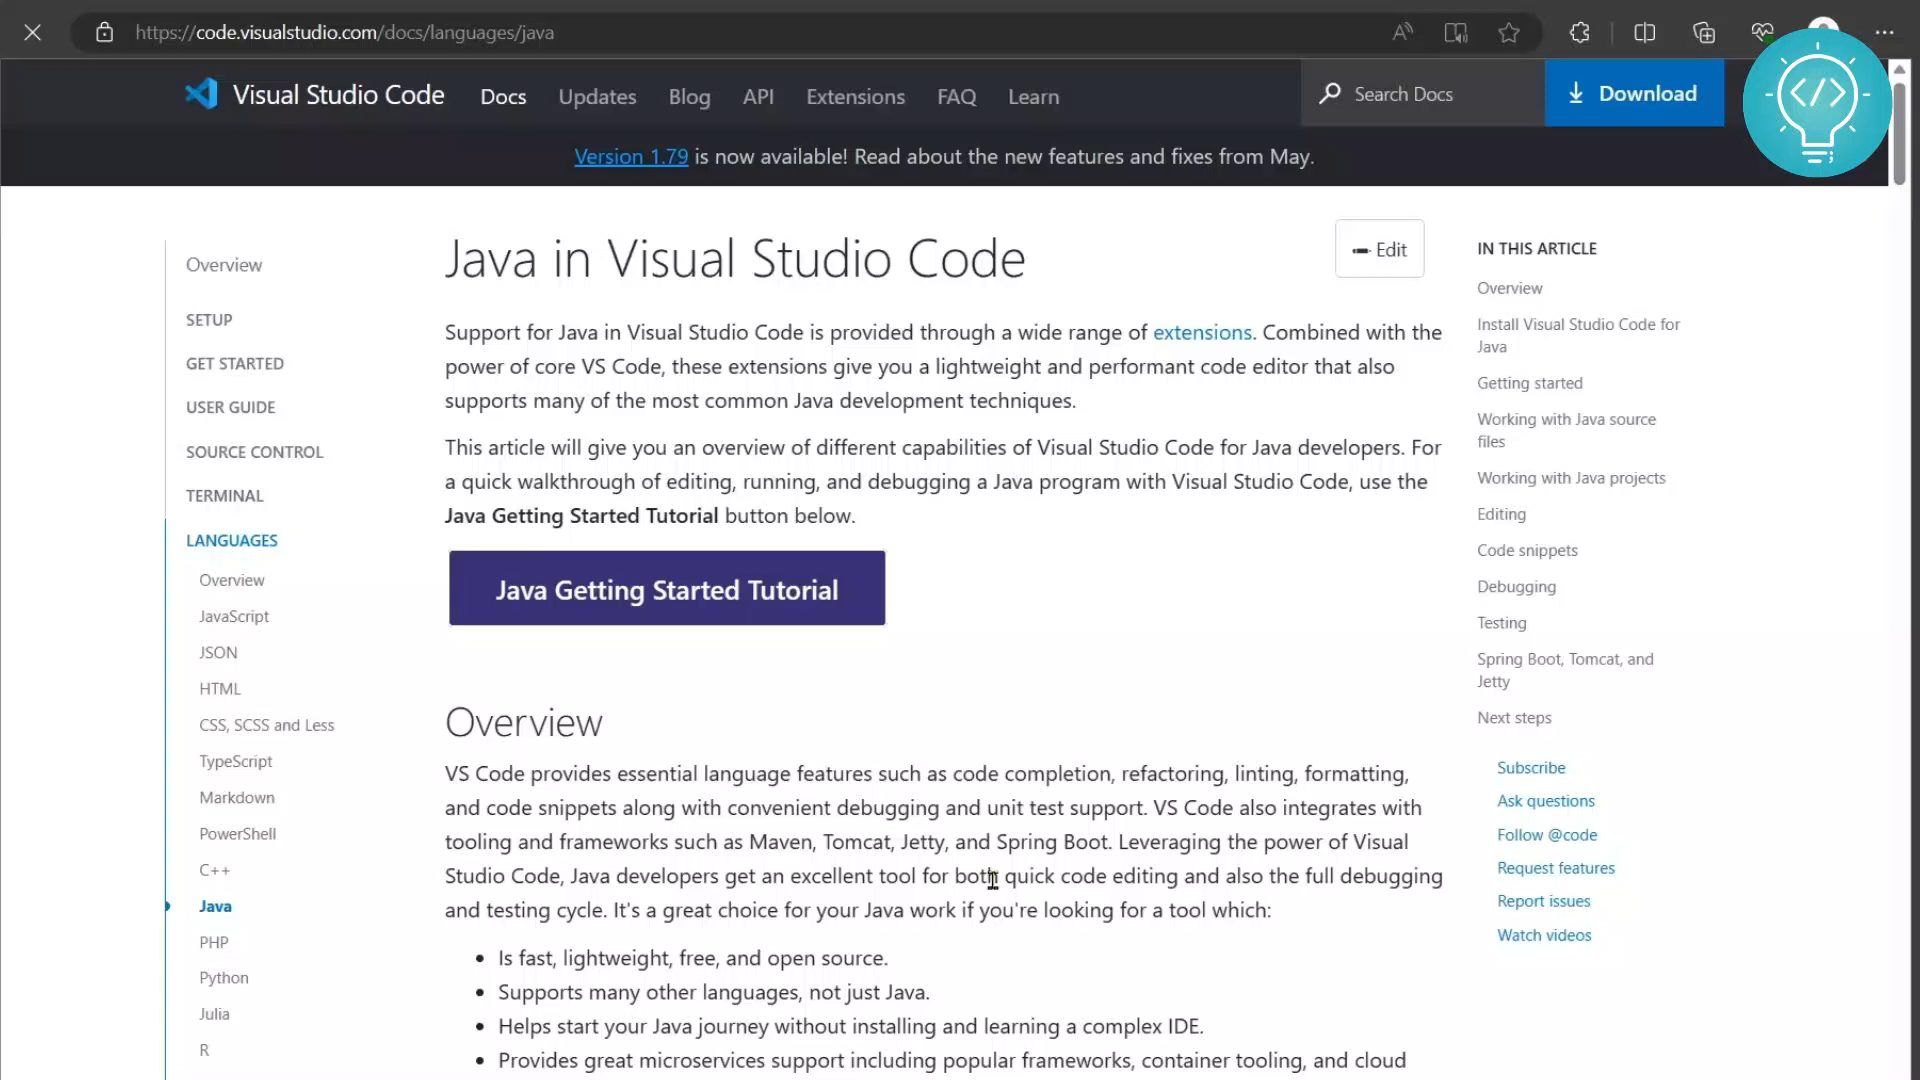 https://code.visualstudio.com/docs/languages/java
Visual Studio Code
Docs
Updates
Blog
API
Extensions
FAQ
Learn
Search Docs
Download
</>
Version 1.79 is now available! Read about the new features and fixes from May.
Overview
SETUP
GET STARTED
USER GUIDE
SOURCE CONTROL
TERMINAL
LANGUAGES
Overview
JavaScript
JSON
HTML
CSS, SCSS and Less
TypeScript
Markdown
PowerShell
C++
Java
PHP
Python
Julia
R
Java in Visual Studio Code
Edit
Support for Java in Visual Studio Code is provided through a wide range of extensions. Combined with the
power of core VS Code, these extensions give you a lightweight and performant code editor that also
supports many of the most common Java development techniques.
This article will give you an overview of different capabilities of Visual Studio Code for Java developers. For
a quick walkthrough of editing, running, and debugging a Java program with Visual Studio Code, use the
Java Getting Started Tutorial button below.
Java Getting Started Tutorial
Overview
VS Code provides essential language features such as code completion, refactoring, linting, formatting,
and code snippets along with convenient debugging and unit test support. VS Code also integrates with
tooling and frameworks such as Maven, Tomcat, Jetty, and Spring Boot. Leveraging the power of Visual
Studio Code, Java developers get an excellent tool for both quick code editing and also the full debugging
and testing cycle. It's a great choice for your Java work if you're looking for a tool which:
• Is fast, lightweight, free, and open source.
• Supports many other languages, not just Java.
• Helps start your Java journey without installing and learning a complex IDE.
• Provides great microservices support including popular frameworks, container tooling, and cloud
IN THIS ARTICLE
Overview
Install Visual Studio Code for
Java
Getting started
Working with Java source
files
Working with Java projects
Editing
Code snippets
Debugging
Testing
Spring Boot, Tomcat, and
Jetty
Next steps
Subscribe
Ask questions
Follow @code
Request features
Report issues
Watch videos